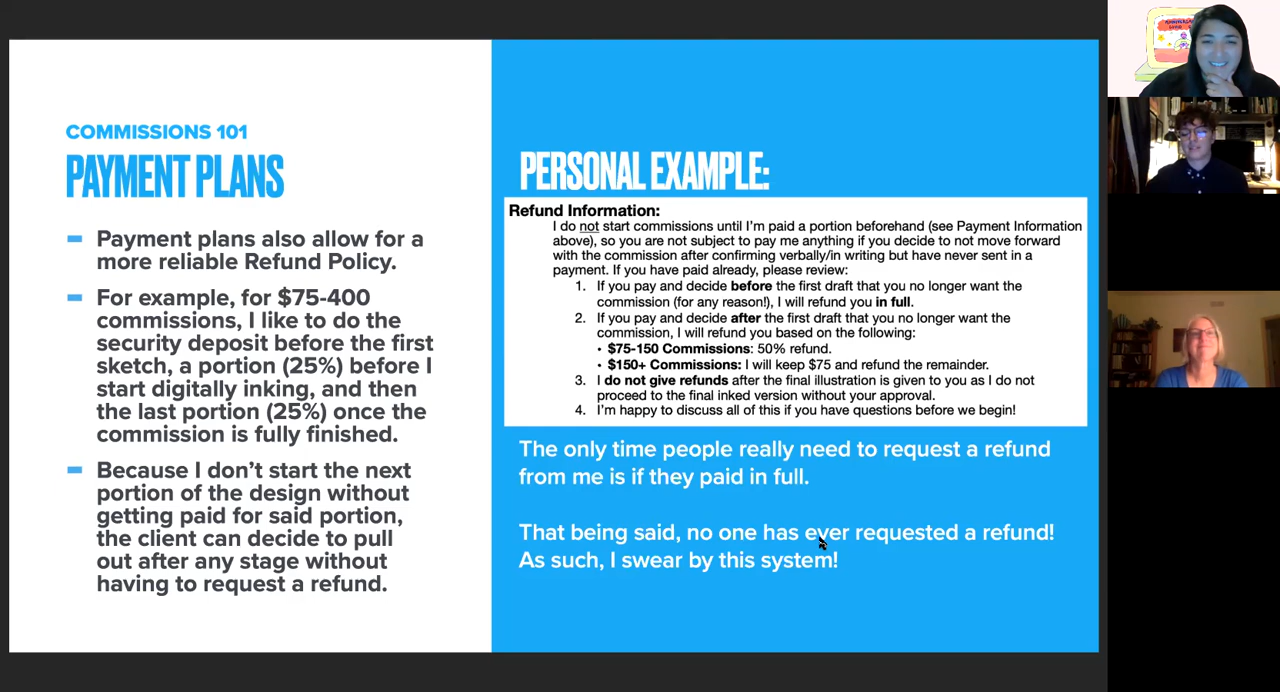 COMMISSIONS 101
PAYMENT PLANS
Payment plans also allow for a
more reliable Refund Policy.
For example, for $75-400
commissions, I like to do the
security deposit before the first
sketch, a portion (25%) before I
start digitally inking, and then
the last portion (25%) once the
commission is fully finished.
Because I don’t start the next
portion of the design without
getting paid for said portion,
the client can decide to pull
out after any stage without
having to request a refund.
PERSONAL EXAMPLE:
Refund Information:
I do not start commissions until I’m paid a portion beforehand (see Payment Information
above), so you are not subject to pay me anything if you decide to not move forward
with the commission after confirming verbally/in writing but have never sent in a
payment. If you have paid already, please review:
1. If you pay and decide before the first draft that you no longer want the
commission (for any reason!), I will refund you in full.
2. If you pay and decide after the first draft that you no longer want the
commission, I will refund you based on the following:
• $75-150 Commissions: 50% refund.
• $150+ Commissions: I will keep $75 and refund the remainder.
3. I do not give refunds after the final illustration is given to you as I do not
proceed to the final inked version without your approval.
4. I’m happy to discuss all of this if you have questions before we begin!
The only time people really need to request a refund
from me is if they paid in full.
That being said, no one has ever requested a refund!
As such, I swear by this system!